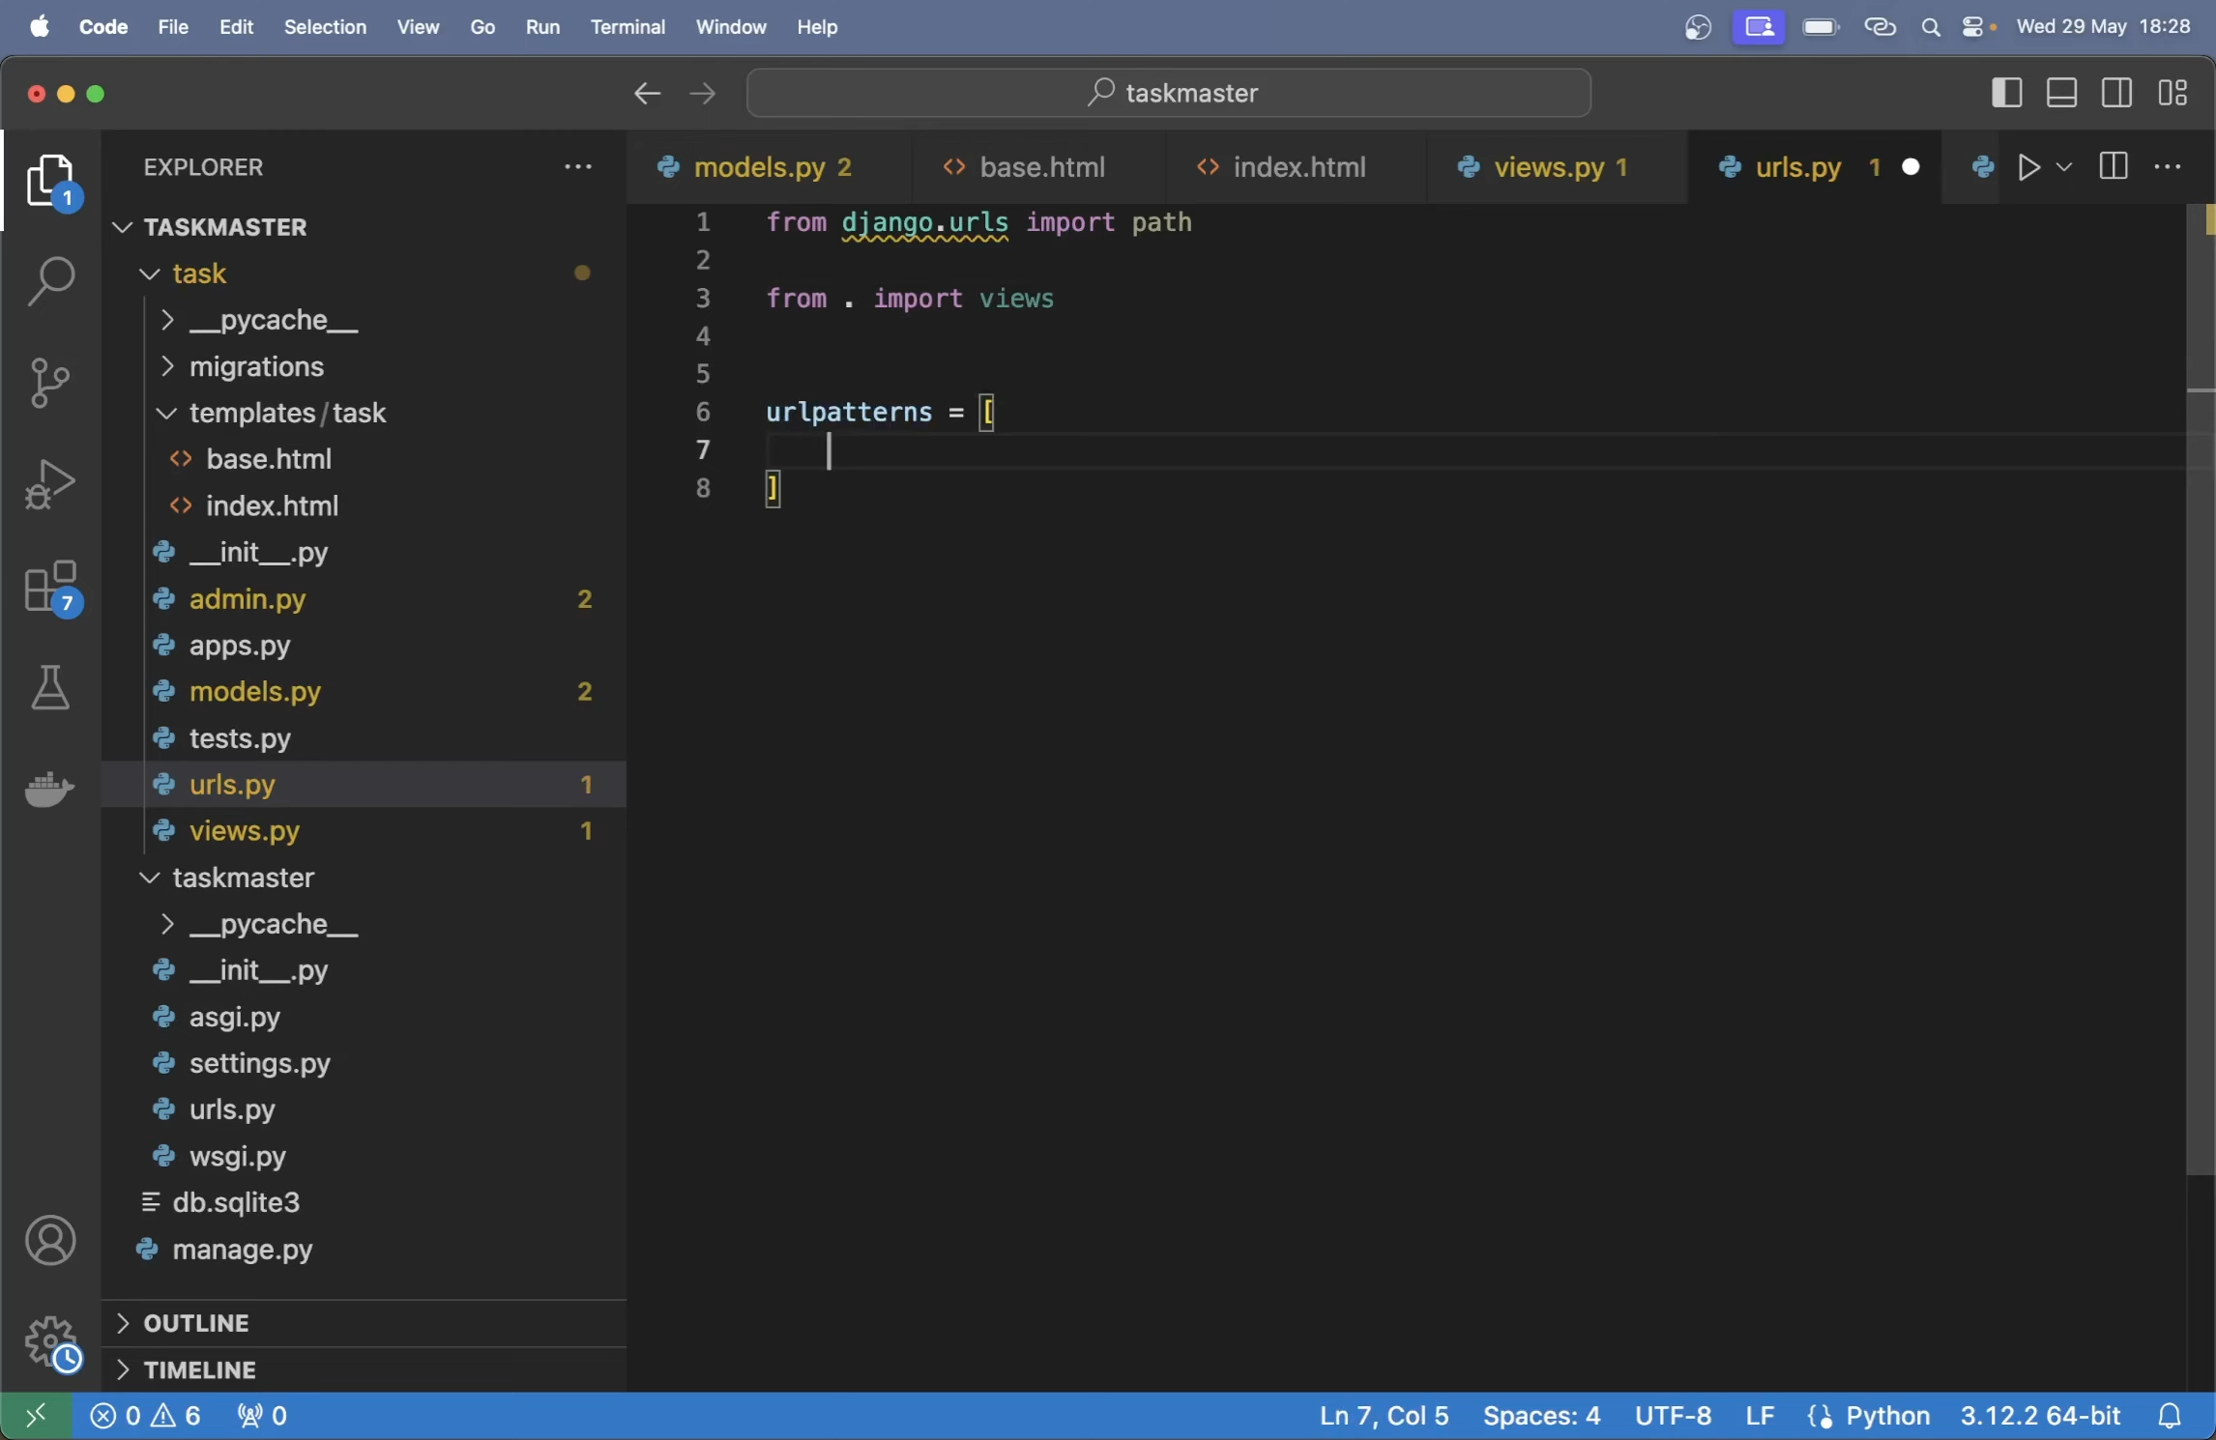 Code File Edit Selection View Go Run Terminal Window Help Wed 29 May 18:28
taskmaster
EXPLORER
models.py 2 base.html index.html views.py 1 urls.py 1
TASKMASTER
task
__pycache__
migrations
templates/task
base.html
index.html
__init__.py
admin.py 2
apps.py
models.py 2
tests.py
urls.py 1
views.py 1
taskmaster
__pycache__
__init__.py
asgi.py
settings.py
urls.py
wsgi.py
db.sqlite3
manage.py
OUTLINE
TIMELINE
1
7
1 from django.urls import path
2
3 from . import views
4
5
6 urlpatterns = [
7
8 ]
0 6 0 Ln 7, Col 5 Spaces: 4 UTF-8 LF Python 3.12.2 64-bit